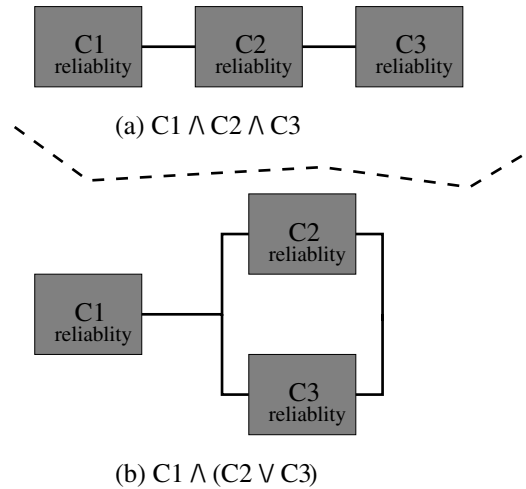 C1
reliablity
C2
reliablity
C3
reliablity
(a) C1 /\ C2 /\ C3
C2
reliablity
C1
reliablity
C3
reliablity
(b) C1 /\ (C2 \/ C3)